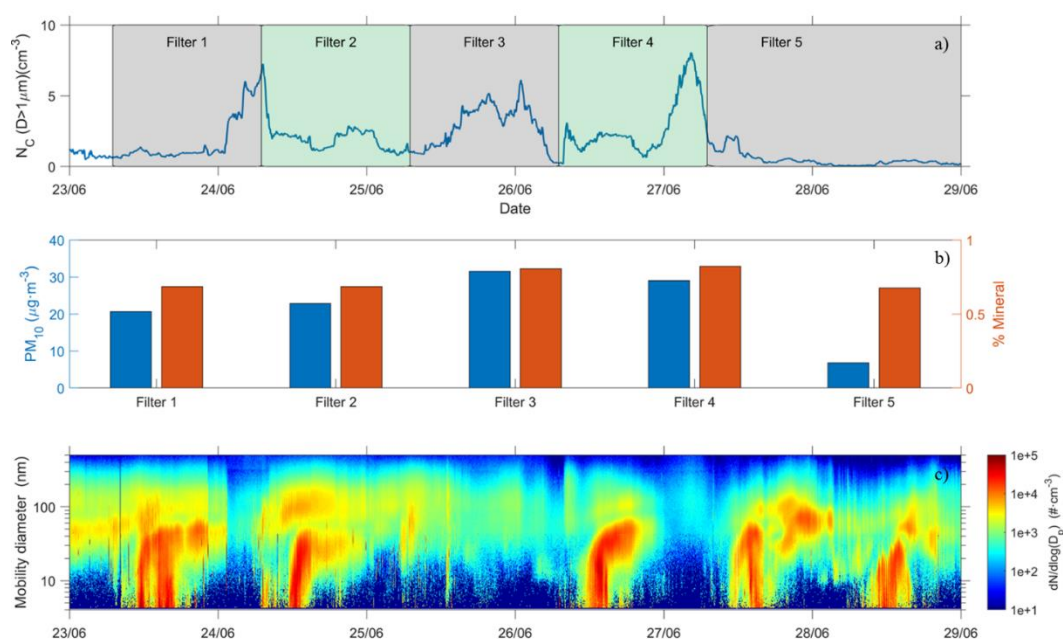 Filter 1 Filter 2 Filter 3 Filter 4 Filter 5 a)
N_C (D>1μm)(cm⁻³)
10
5
0
23/06 24/06 25/06 26/06 27/06 28/06 29/06
Date
b)
PM₁₀ (μg·m⁻³)
40
30
20
10
0
% Mineral
1
0.5
0
Filter 1 Filter 2 Filter 3 Filter 4 Filter 5
c)
Mobility diameter (nm)
100
10
1e+5
1e+4
1e+3
1e+2
1e+1
dNdlog(Dₚ) (#·cm⁻³)
23/06 24/06 25/06 26/06 27/06 28/06 29/06